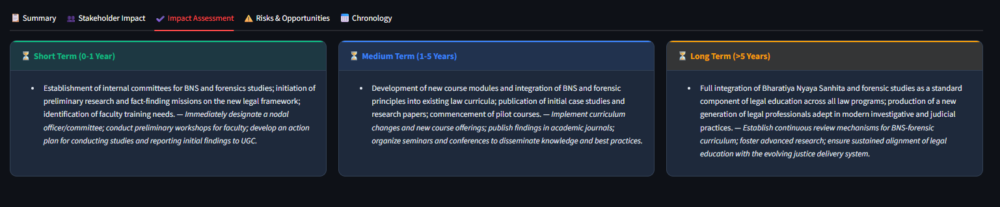 Summary
Stakeholder Impact
Impact Assessment
Risks & Opportunities
Chronology
Short Term (0-1 Year)
Establishment of internal committees for BNS and forensics studies; initiation of
preliminary research and fact-finding missions on the new legal framework;
identification of faculty training needs. — Immediately designate a nodal
officer/committee; conduct preliminary workshops for faculty; develop an action
plan for conducting studies and reporting initial findings to UGC.
Medium Term (1-5 Years)
Development of new course modules and integration of BNS and forensic
principles into existing law curricula; publication of initial case studies and
research papers; commencement of pilot courses. — Implement curriculum
changes and new course offerings; publish findings in academic journals;
organize seminars and conferences to disseminate knowledge and best practices.
Long Term (>5 Years)
Full integration of Bharatiya Nyaya Sanhita and forensic studies as a standard
component of legal education across all law programs; production of a new
generation of legal professionals adept in modern investigative and judicial
practices. — Establish continuous review mechanisms for BNS-forensic
curriculum; foster advanced research; ensure sustained alignment of legal
education with the evolving justice delivery system.